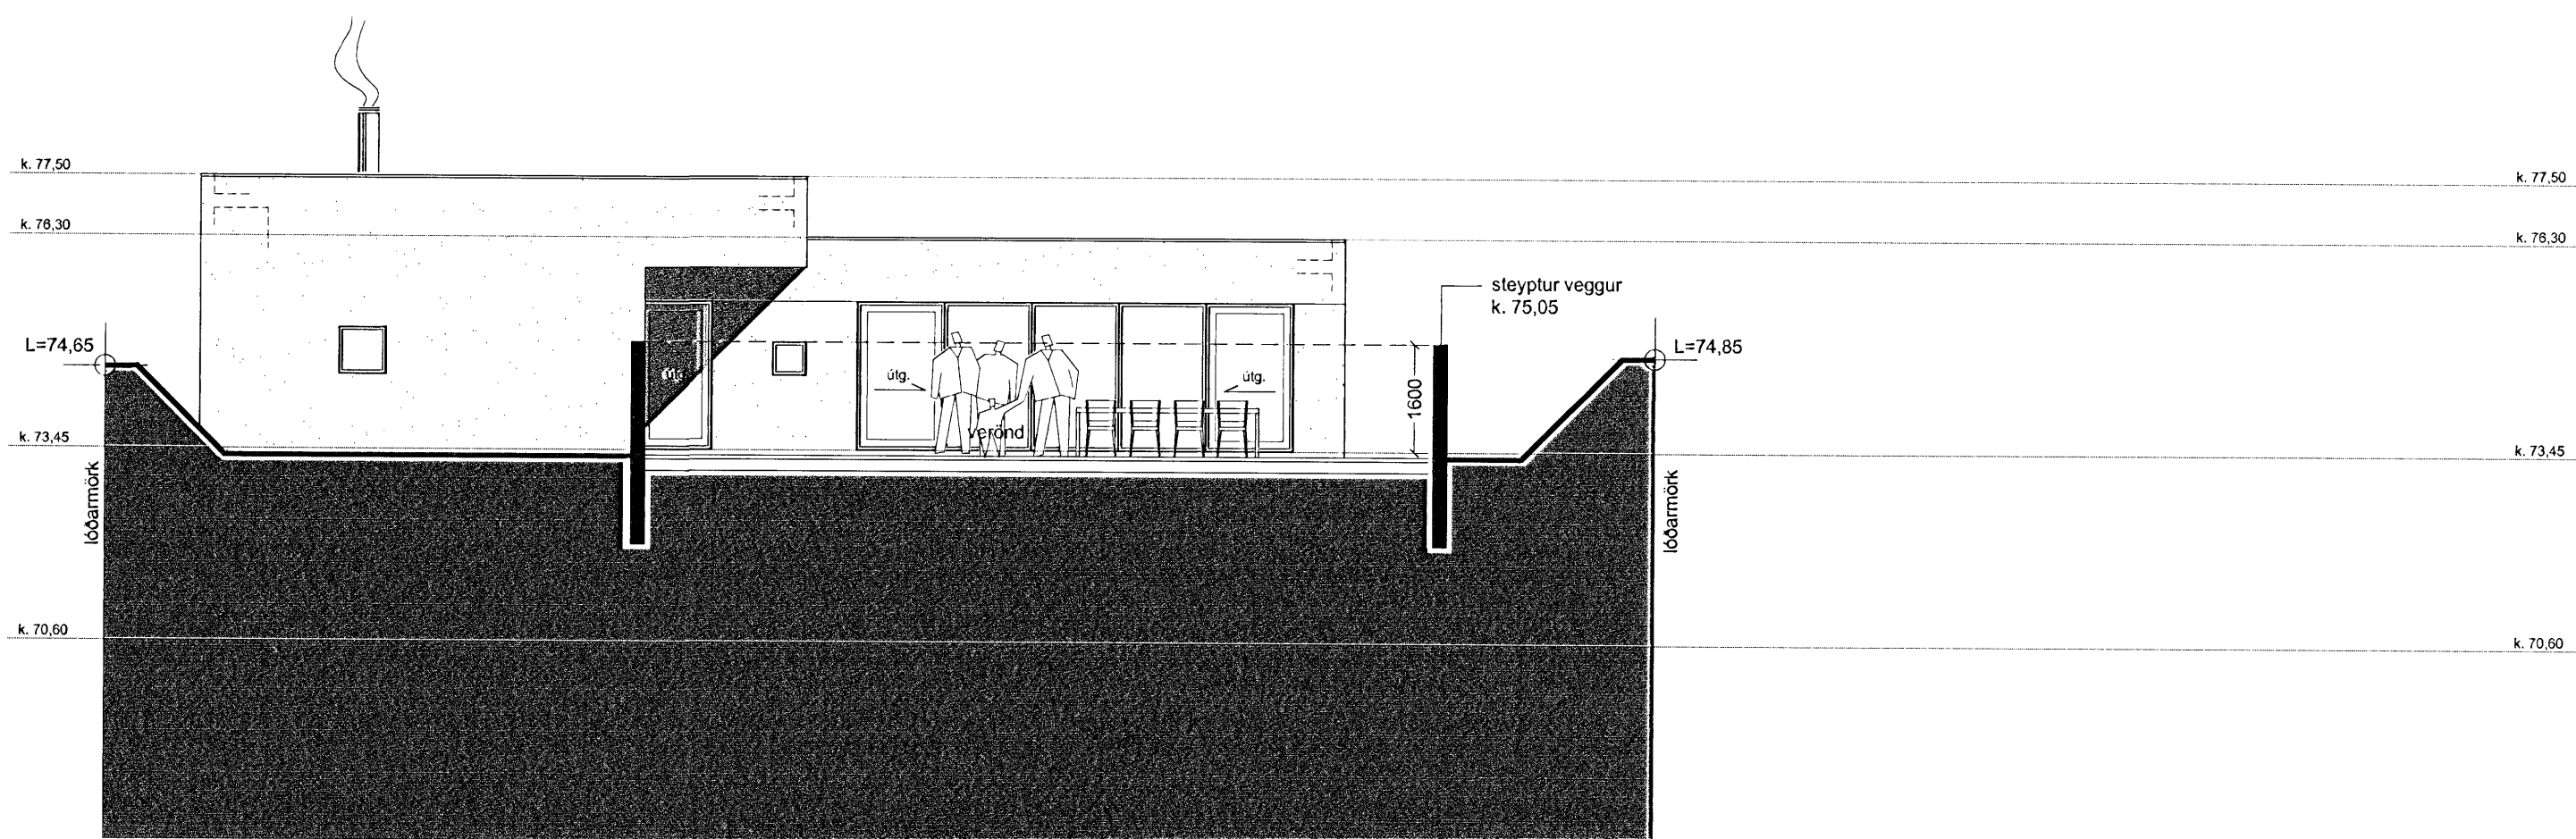 k. 77,50
k. 77,50
k. 76,30
k. 76,30
steyptur veggur
k. 75,05
L=74,65
L=74,85
útg.
útg.
útg.
1600
verönd
k. 73,45
k. 73,45
lóðarmörk
lóðarmörk
k. 70,60
k. 70,60